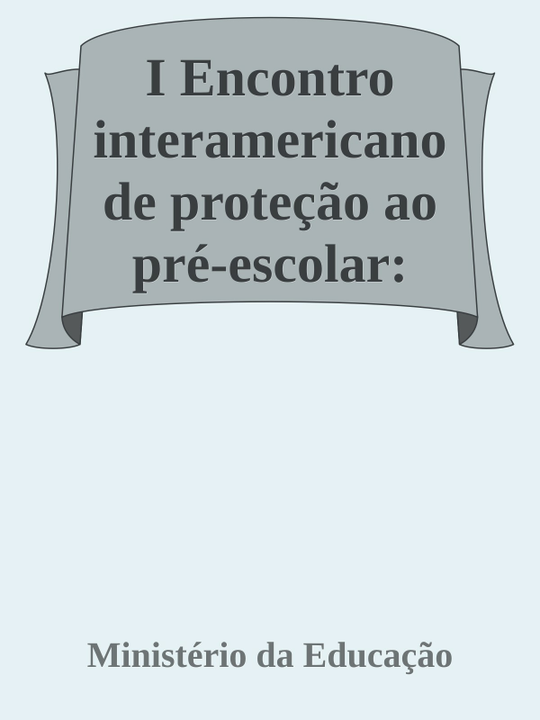 I Encontro
interamericano
de proteção ao
pré-escolar:
Ministério da Educação